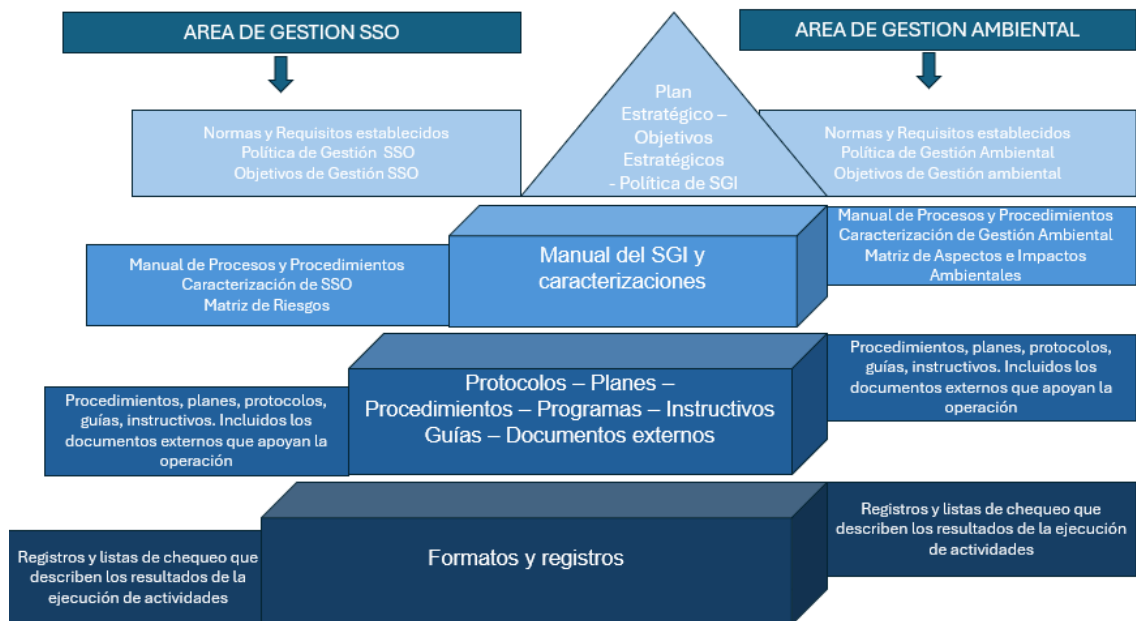 AREA DE GESTION SSO
AREA DE GESTION AMBIENTAL
Normas y Requisitos establecidos
Política de Gestión SSO
Objetivos de Gestión SSO
Plan
Estratégico –
Objetivos
Estratégicos
- Política de SGI
Normas y Requisitos establecidos
Política de Gestión Ambiental
Objetivos de Gestión ambiental
Manual de Procesos y Procedimientos
Caracterización de SSO
Matriz de Riesgos
Manual del SGI y
caracterizaciones
Manual de Procesos y Procedimientos
Caracterización de Gestión Ambiental
Matriz de Aspectos e Impactos
Ambientales
Procedimientos, planes, protocolos,
guías, instructivos. Incluidos los
documentos externos que apoyan la
operación
Protocolos – Planes –
Procedimientos – Programas – Instructivos
Guías – Documentos externos
Procedimientos, planes, protocolos,
guías, instructivos. Incluidos los
documentos externos que apoyan la
operación
Registros y listas de chequeo que
describen los resultados de la
ejecución de actividades
Formatos y registros
Registros y listas de chequeo que
describen los resultados de la ejecución
de actividades